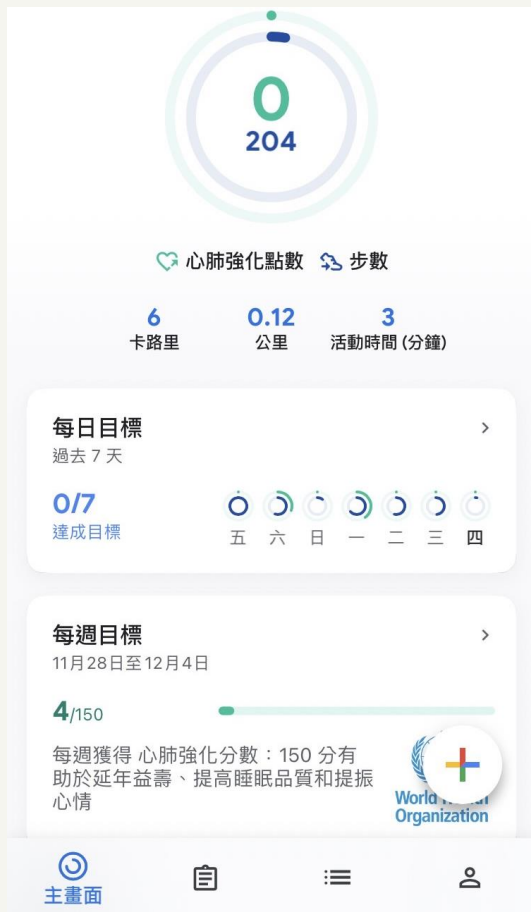 0
204
心肺強化點數 步數
6 0.12 3
卡路里 公里 活動時間 (分鐘)
每日目標
過去 7 天
0/7
達成目標
五 六 日 一 二 三 四
每週目標
11月28日至12月4日
4/150
每週獲得 心肺強化分數：150 分有
助於延年益壽、提高睡眠品質和提振
心情
World
Organization
主畫面